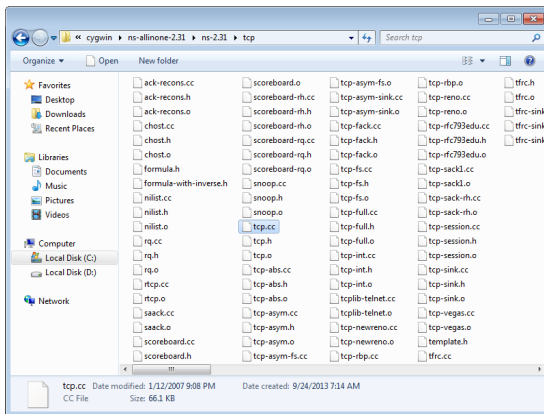 « cygwin ▸ ns-allinone-2.31 ▸ ns-2.31 ▸ tcp
Search tcp
Organize
Open
New folder
Favorites
Desktop
Downloads
Recent Places
Libraries
Documents
Music
Pictures
Videos
Computer
Local Disk (C:)
Local Disk (D:)
Network
ack-recons.cc
ack-recons.h
ack-recons.o
chost.cc
chost.h
chost.o
formula.h
formula-with-inverse.h
nilist.cc
nilist.h
nilist.o
rq.cc
rq.h
rq.o
rtcp.cc
rtcp.o
saack.cc
saack.o
scoreboard.cc
scoreboard.h
scoreboard.o
scoreboard-rh.cc
scoreboard-rh.h
scoreboard-rh.o
scoreboard-rq.cc
scoreboard-rq.h
scoreboard-rq.o
snoop.cc
snoop.h
snoop.o
tcp.cc
tcp.h
tcp.o
tcp-abs.cc
tcp-abs.h
tcp-abs.o
tcp-asym.cc
tcp-asym.h
tcp-asym.o
tcp-asym-fs.cc
tcp-asym-fs.o
tcp-asym-sink.cc
tcp-asym-sink.o
tcp-fack.cc
tcp-fack.h
tcp-fack.o
tcp-fs.cc
tcp-fs.h
tcp-fs.o
tcp-full.cc
tcp-full.h
tcp-full.o
tcp-int.cc
tcp-int.h
tcp-int.o
tcplib-telnet.cc
tcplib-telnet.o
tcp-newreno.cc
tcp-newreno.o
tcp-rbp.cc
tcp-rbp.o
tcp-reno.cc
tcp-reno.o
tcp-rfc793edu.cc
tcp-rfc793edu.h
tcp-rfc793edu.o
tcp-sack1.cc
tcp-sack1.o
tcp-sack-rh.cc
tcp-sack-rh.o
tcp-session.cc
tcp-session.h
tcp-session.o
tcp-sink.cc
tcp-sink.h
tcp-sink.o
tcp-vegas.cc
tcp-vegas.o
template.h
tfrc.cc
tfrc.h
tfrc.o
tfrc-sink
tfrc-sink
tfrc-sink
tcp.cc Date modified: 1/12/2007 9:08 PM Date created: 9/24/2013 7:14 AM
CC File Size: 66.1 KB